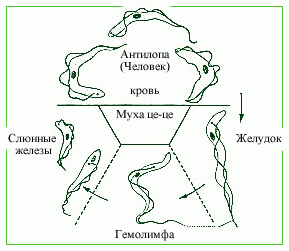 Антилопа
(Человек)
кровь
Муха це-це
Слюнные
железы
Желудок
Гемолимфа